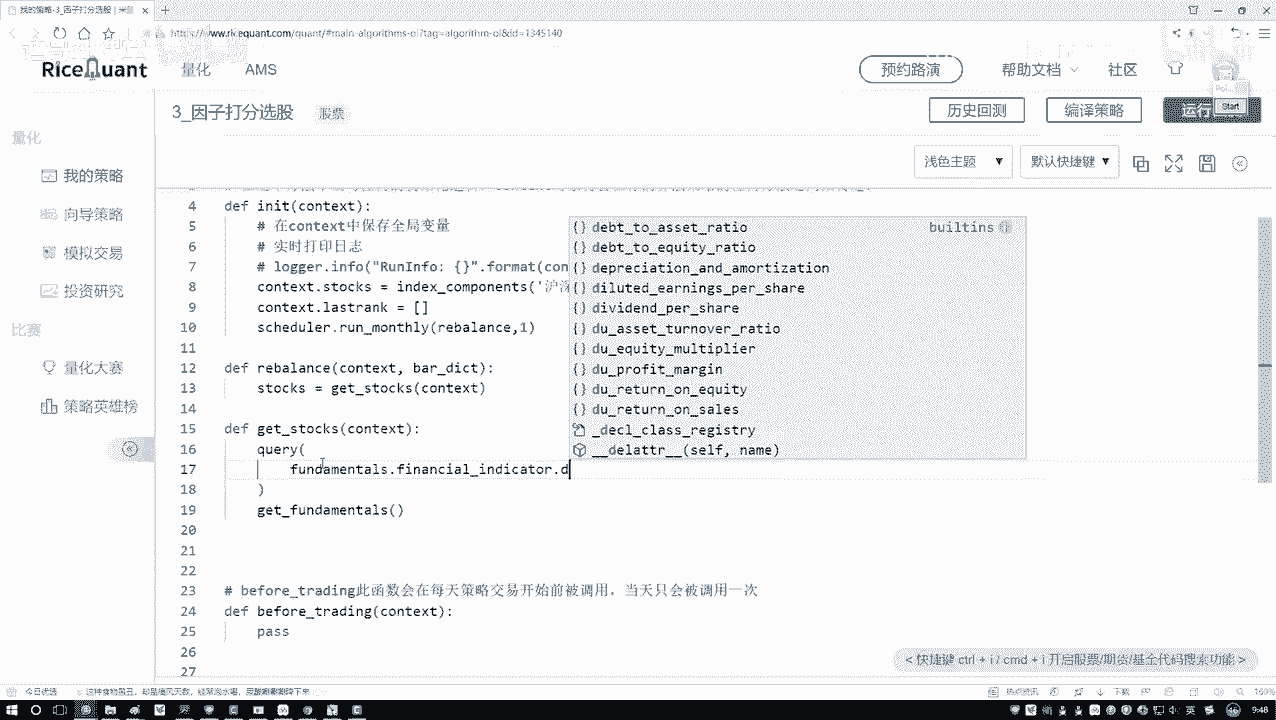 我的策略-3_因子打分选股
https://www.ricequant.com/quant/#main-algorithms-ol?tag=algorithm-ol&id=1345140
RiceQuant 量化 AMS 预约路演 帮助文档 社区
3_因子打分选股 股票 历史回测 编译策略 运行
Start
浅色主题 默认快捷键
量化
我的策略
向导策略
模拟交易
投资研究
比赛
量化大赛
策略英雄榜
4 def init(context):
5 # 在context中保存全局变量
6 # 实时打印日志
7 # logger.info("RunInfo: {}".format(con
8 context.stocks = index_components('沪深
9 context.lastrank = []
10 scheduler.run_monthly(rebalance,1)
11
12 def rebalance(context, bar_dict):
13 stocks = get_stocks(context)
14
15 def get_stocks(context):
16 query(
17 fundamentals.financial_indicator.d
18 )
19 get_fundamentals()
20
21
22
23 # before_trading此函数会在每天策略交易开始前被调用，当天只会被调用一次
24 def before_trading(context):
25 pass
26
27
{} debt_to_asset_ratio builtins
{} debt_to_equity_ratio
{} depreciation_and_amortization
{} diluted_earnings_per_share
{} dividend_per_share
{} du_asset_turnover_ratio
{} du_equity_multiplier
{} du_profit_margin
{} du_return_on_equity
{} du_return_on_sales
_decl_class_registry
__delattr__(self, name)
< 快捷键 ctrl + i / cmd + i 开启股票/期货/基金代码搜索功能 >
今日优选
热点资讯 下载 160%
英 9:46